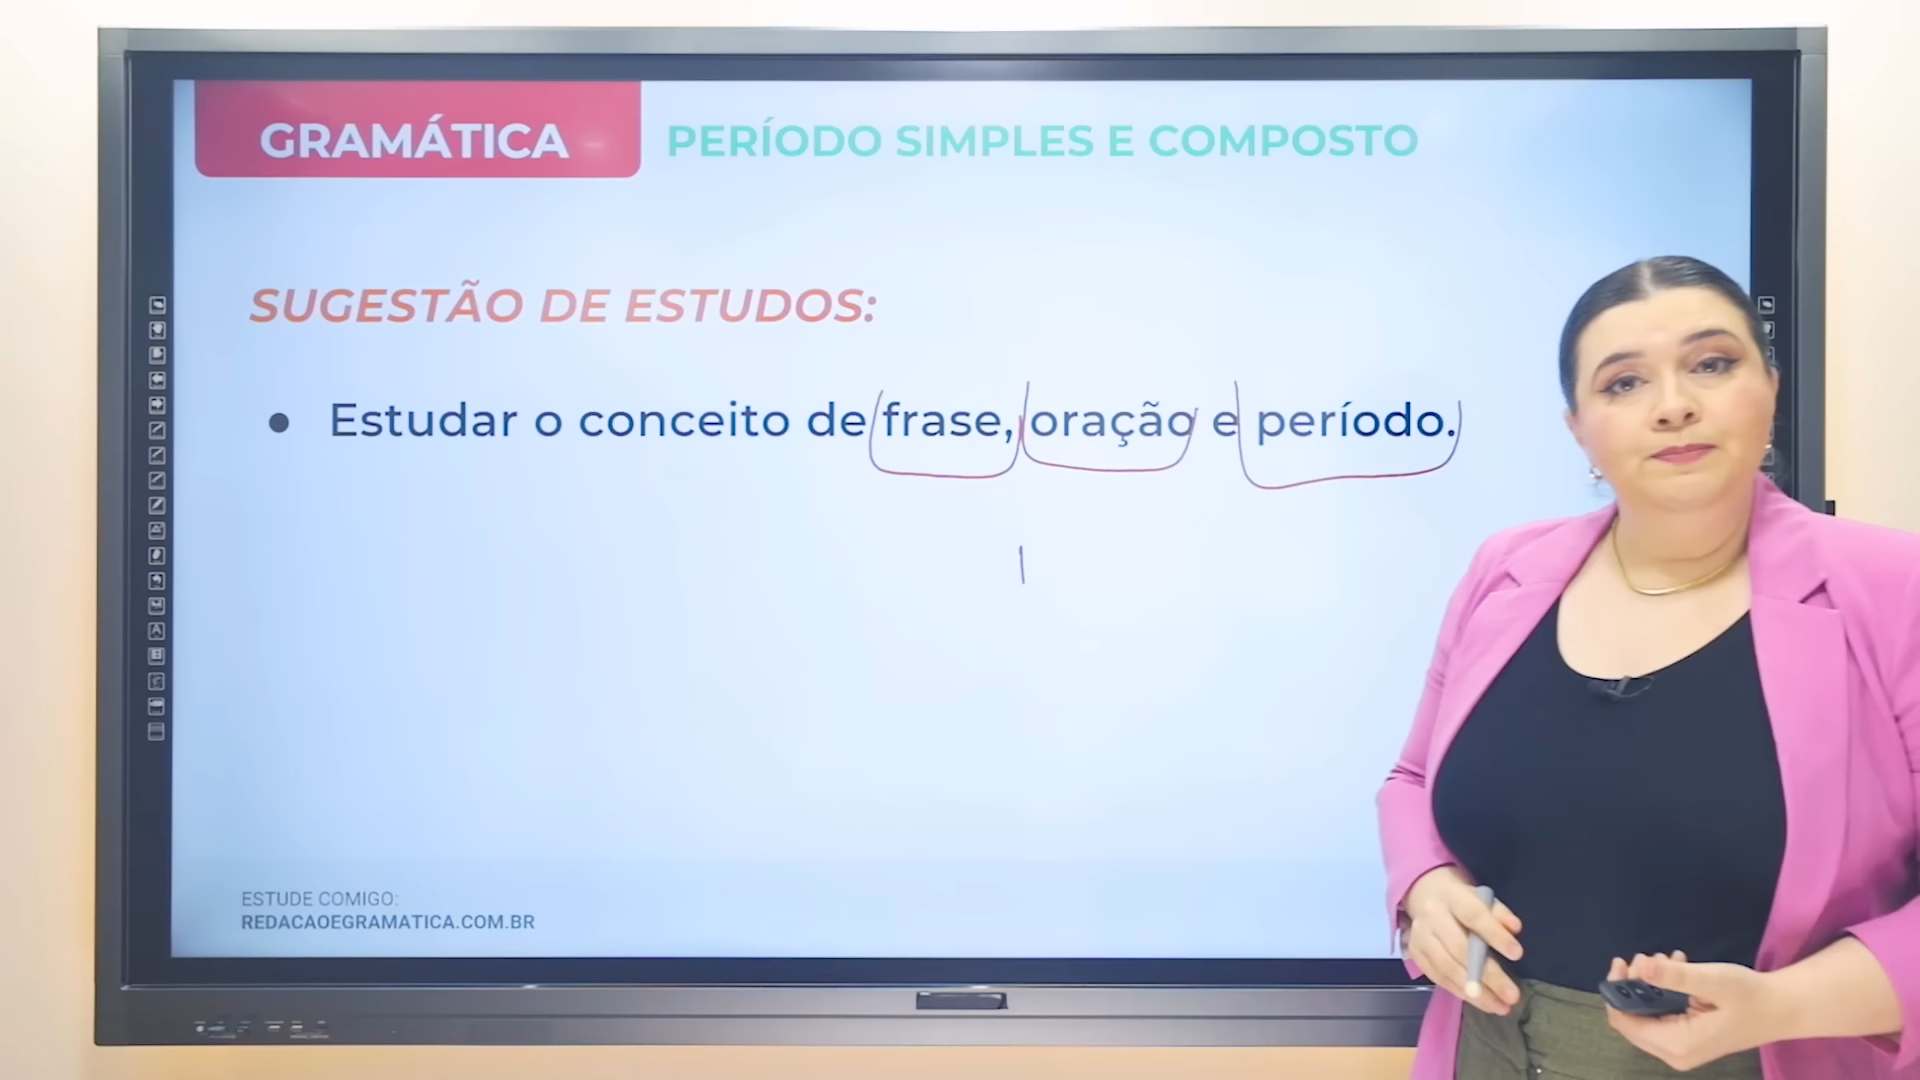 GRAMÁTICA PERÍODO SIMPLES E COMPOSTO
SUGESTÃO DE ESTUDOS:
● Estudar o conceito de frase, oração e período.
ESTUDE COMIGO:
REDACAOEGRAMATICA.COM.BR